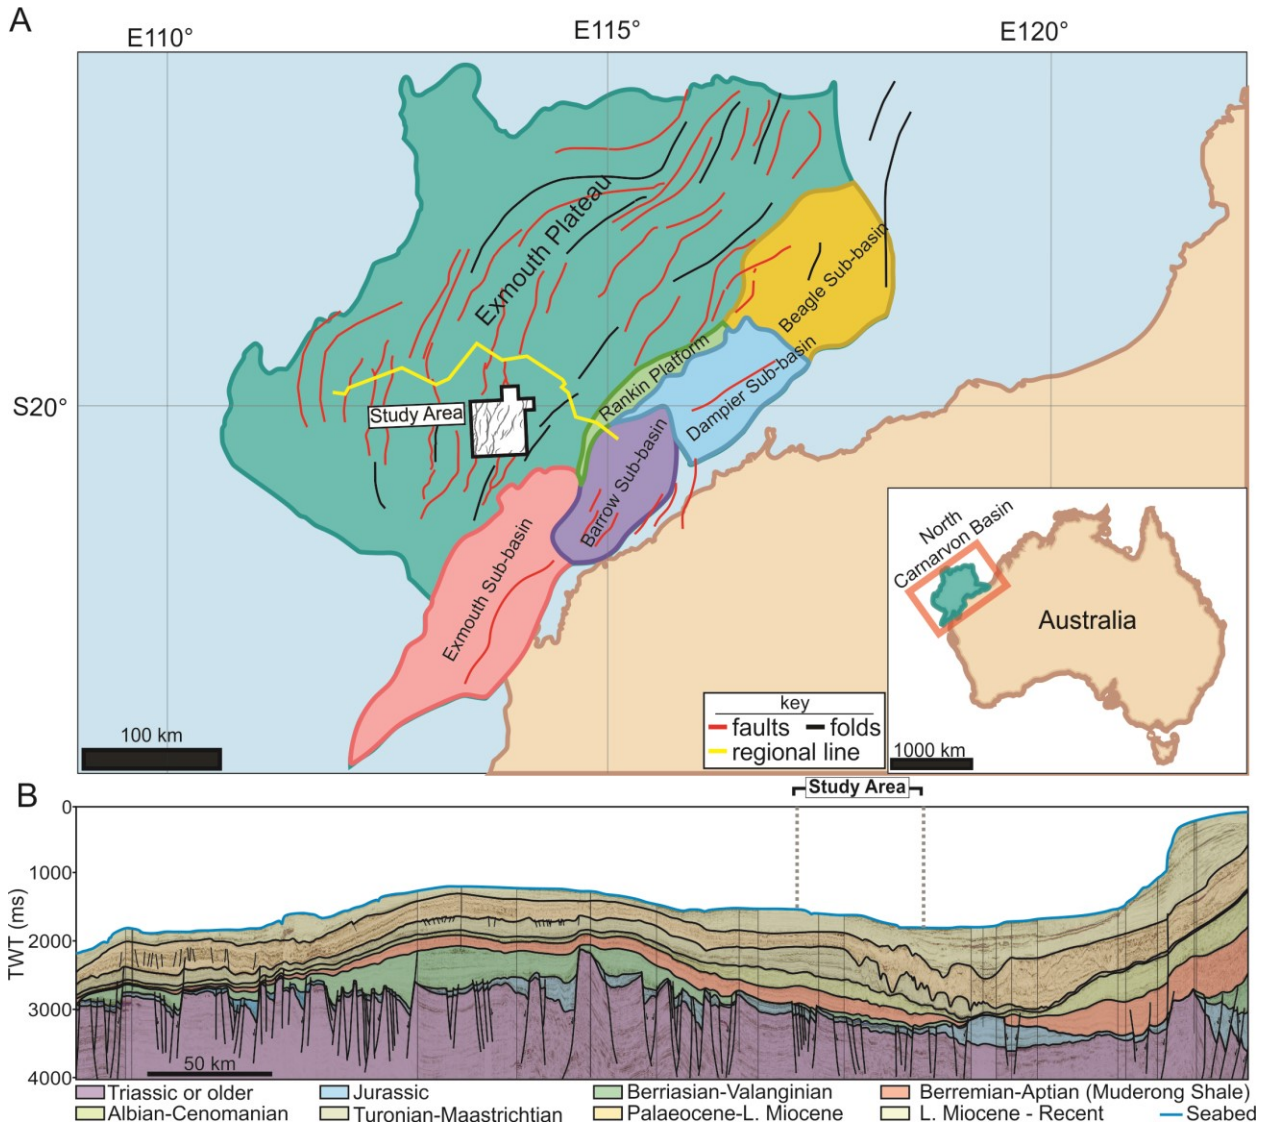 A
E110°
E115°
E120°
Exmouth Plateau
Beagle Sub-basin
Rankin Platform
Dampier Sub-basin
S20°
Study Area
Barrow Sub-basin
Exmouth Sub-basin
North
Carnarvon Basin
Australia
1000 km
key
faults
folds
regional line
100 km
B
Study Area
0
1000
2000
3000
4000
TWT (ms)
50 km
Triassic or older
Jurassic
Berriasian-Valanginian
Berremian-Aptian (Muderong Shale)
Albian-Cenomanian
Turonian-Maastrichtian
Palaeocene-L. Miocene
L. Miocene - Recent
Seabed